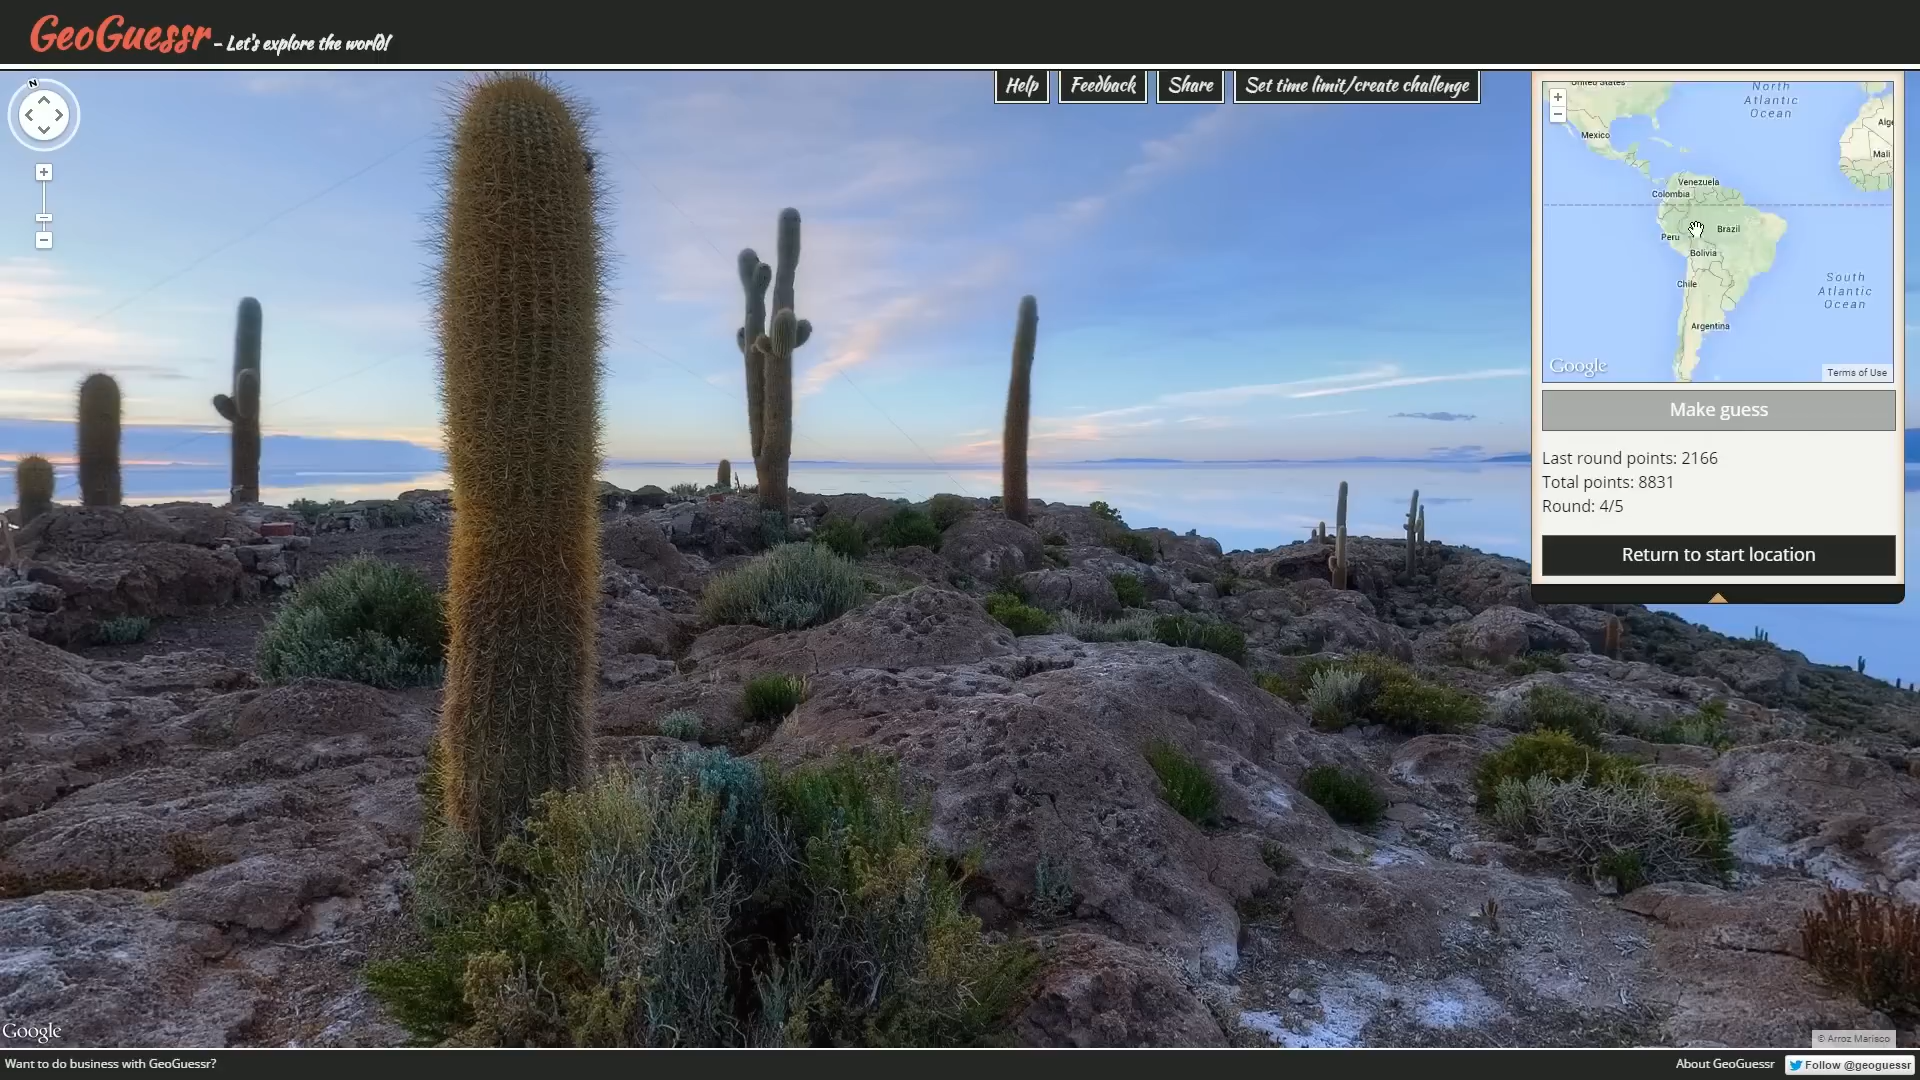 GeoGuessr - Let's explore the world!
Help
Feedback
Share
Set time limit/create challenge
N
United States
North
Atlantic
Ocean
Mexico
Alge
Mali
Venezuela
Colombia
Peru
Brazil
Bolivia
Chile
South
Atlantic
Ocean
Argentina
Google
Terms of Use
Make guess
Last round points: 2166
Total points: 8831
Round: 4/5
Return to start location
Google
© Arroz Marisco
Want to do business with GeoGuessr?
About GeoGuessr
Follow @geoguessr